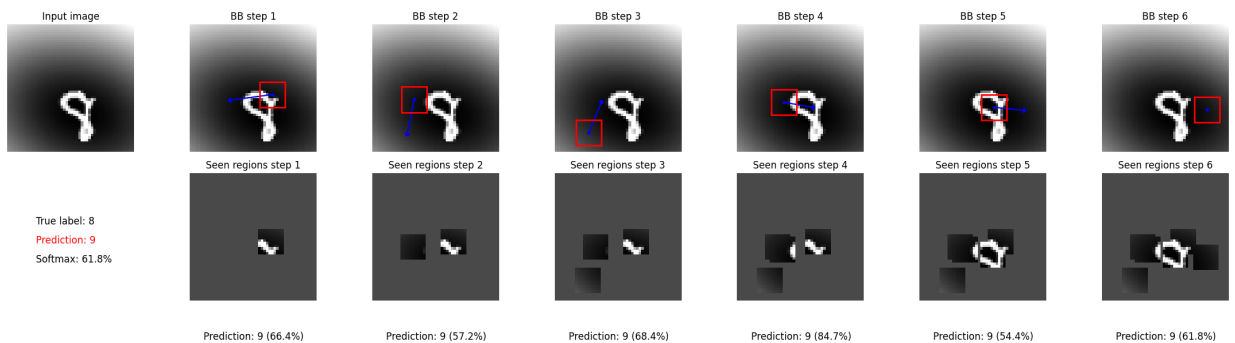 Input image
BB step 1
BB step 2
BB step 3
BB step 4
BB step 5
BB step 6
Seen regions step 1
Seen regions step 2
Seen regions step 3
Seen regions step 4
Seen regions step 5
Seen regions step 6
True label: 8
Prediction: 9
Softmax: 61.8%
Prediction: 9 (66.4%)
Prediction: 9 (57.2%)
Prediction: 9 (68.4%)
Prediction: 9 (84.7%)
Prediction: 9 (54.4%)
Prediction: 9 (61.8%)